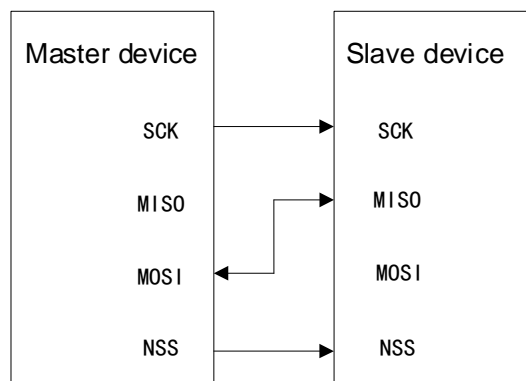 Master device
SCK
MISO
MOSI
NSS
Slave device
SCK
MISO
MOSI
NSS